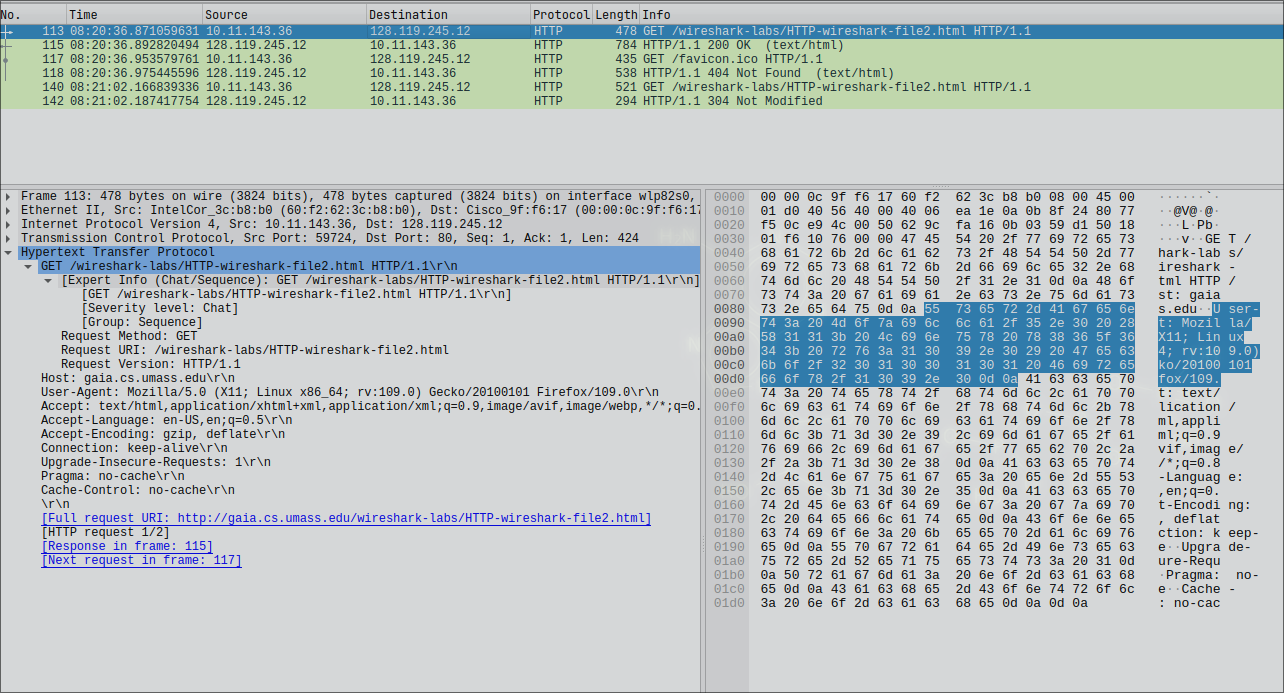 No. Time Source Destination Protocol Length Info
113 08:20:36.871059631 10.11.143.36 128.119.245.12 HTTP 478 GET /wireshark-labs/HTTP-wireshark-file2.html HTTP/1.1
115 08:20:36.892820494 128.119.245.12 10.11.143.36 HTTP 784 HTTP/1.1 200 OK  (text/html)
117 08:20:36.953579761 10.11.143.36 128.119.245.12 HTTP 435 GET /favicon.ico HTTP/1.1
118 08:20:36.975445596 128.119.245.12 10.11.143.36 HTTP 538 HTTP/1.1 404 Not Found  (text/html)
140 08:21:02.166839336 10.11.143.36 128.119.245.12 HTTP 521 GET /wireshark-labs/HTTP-wireshark-file2.html HTTP/1.1
142 08:21:02.187417754 128.119.245.12 10.11.143.36 HTTP 294 HTTP/1.1 304 Not Modified
Frame 113: 478 bytes on wire (3824 bits), 478 bytes captured (3824 bits) on interface wlp82s0,
Ethernet II, Src: IntelCor_3c:b8:b0 (60:f2:62:3c:b8:b0), Dst: Cisco_9f:f6:17 (00:00:0c:9f:f6:17
Internet Protocol Version 4, Src: 10.11.143.36, Dst: 128.119.245.12
Transmission Control Protocol, Src Port: 59724, Dst Port: 80, Seq: 1, Ack: 1, Len: 424
Hypertext Transfer Protocol
GET /wireshark-labs/HTTP-wireshark-file2.html HTTP/1.1\r\n
[Expert Info (Chat/Sequence): GET /wireshark-labs/HTTP-wireshark-file2.html HTTP/1.1\r\n]
[GET /wireshark-labs/HTTP-wireshark-file2.html HTTP/1.1\r\n]
[Severity level: Chat]
[Group: Sequence]
Request Method: GET
Request URI: /wireshark-labs/HTTP-wireshark-file2.html
Request Version: HTTP/1.1
Host: gaia.cs.umass.edu\r\n
User-Agent: Mozilla/5.0 (X11; Linux x86_64; rv:109.0) Gecko/20100101 Firefox/109.0\r\n
Accept: text/html,application/xhtml+xml,application/xml;q=0.9,image/avif,image/webp,*/*;q=0.
Accept-Language: en-US,en;q=0.5\r\n
Accept-Encoding: gzip, deflate\r\n
Connection: keep-alive\r\n
Upgrade-Insecure-Requests: 1\r\n
Pragma: no-cache\r\n
Cache-Control: no-cache\r\n
\r\n
[Full request URI: http://gaia.cs.umass.edu/wireshark-labs/HTTP-wireshark-file2.html]
[HTTP request 1/2]
[Response in frame: 115]
[Next request in frame: 117]
0000 00 00 0c 9f f6 17 60 f2 62 3c b8 b0 08 00 45 00 ······`·
0010 01 d0 40 56 40 00 40 06 ea 1e 0a 0b 8f 24 80 77 ··@V@·@·
0020 f5 0c e9 4c 00 50 62 9c fa 16 0b 03 59 d1 50 18 ···L·Pb·
0030 01 f6 10 76 00 00 47 45 54 20 2f 77 69 72 65 73 ···v··GE T /
0040 68 61 72 6b 2d 6c 61 62 73 2f 48 54 54 50 2d 77 hark-lab s/
0050 69 72 65 73 68 61 72 6b 2d 66 69 6c 65 32 2e 68 ireshark -
0060 74 6d 6c 20 48 54 54 50 2f 31 2e 31 0d 0a 48 6f tml HTTP /
0070 73 74 3a 20 67 61 69 61 2e 63 73 2e 75 6d 61 73 st: gaia
0080 73 2e 65 64 75 0d 0a 55 73 65 72 2d 41 67 65 6e s.edu··U ser-
0090 74 3a 20 4d 6f 7a 69 6c 6c 61 2f 35 2e 30 20 28 t: Mozil la/
00a0 58 31 31 3b 20 4c 69 6e 75 78 20 78 38 36 5f 36 X11; Lin ux
00b0 34 3b 20 72 76 3a 31 30 39 2e 30 29 20 47 65 63 4; rv:10 9.0)
00c0 6b 6f 2f 32 30 31 30 30 31 30 31 20 46 69 72 65 ko/20100 101
00d0 66 6f 78 2f 31 30 39 2e 30 0d 0a 41 63 63 65 70 fox/109.
00e0 74 3a 20 74 65 78 74 2f 68 74 6d 6c 2c 61 70 70 t: text/
00f0 6c 69 63 61 74 69 6f 6e 2f 78 68 74 6d 6c 2b 78 lication /
0100 6d 6c 2c 61 70 70 6c 69 63 61 74 69 6f 6e 2f 78 ml,appli
0110 6d 6c 3b 71 3d 30 2e 39 2c 69 6d 61 67 65 2f 61 ml;q=0.9
0120 76 69 66 2c 69 6d 61 67 65 2f 77 65 62 70 2c 2a vif,imag e/
0130 2f 2a 3b 71 3d 30 2e 38 0d 0a 41 63 63 65 70 74 /*;q=0.8
0140 2d 4c 61 6e 67 75 61 67 65 3a 20 65 6e 2d 55 53 -Languag e:
0150 2c 65 6e 3b 71 3d 30 2e 35 0d 0a 41 63 63 65 70 ,en;q=0.
0160 74 2d 45 6e 63 6f 64 69 6e 67 3a 20 67 7a 69 70 t-Encodi ng:
0170 2c 20 64 65 66 6c 61 74 65 0d 0a 43 6f 6e 6e 65 , deflat
0180 63 74 69 6f 6e 3a 20 6b 65 65 70 2d 61 6c 69 76 ction: k eep-
0190 65 0d 0a 55 70 67 72 61 64 65 2d 49 6e 73 65 63 e··Upgra de-
01a0 75 72 65 2d 52 65 71 75 65 73 74 73 3a 20 31 0d ure-Requ
01b0 0a 50 72 61 67 6d 61 3a 20 6e 6f 2d 63 61 63 68 ·Pragma: no-
01c0 65 0d 0a 43 61 63 68 65 2d 43 6f 6e 74 72 6f 6c e··Cache -
01d0 3a 20 6e 6f 2d 63 61 63 68 65 0d 0a 0d 0a : no-cac